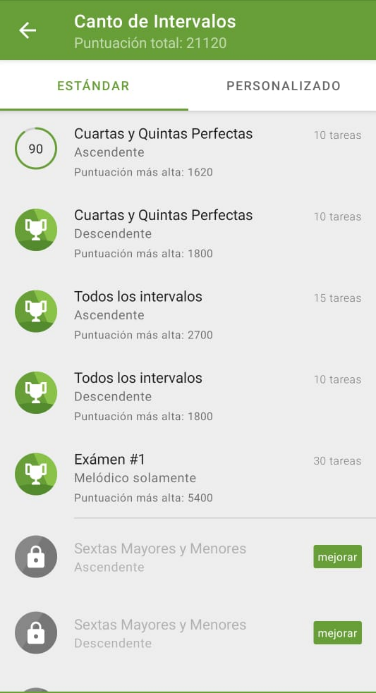 Canto de Intervalos
Puntuación total: 21120
ESTÁNDAR
PERSONALIZADO
90
Cuartas y Quintas Perfectas
10 tareas
Ascendente
Puntuación más alta: 1620
Cuartas y Quintas Perfectas
10 tareas
Descendente
Puntuación más alta: 1800
Todos los intervalos
15 tareas
Ascendente
Puntuación más alta: 2700
Todos los intervalos
10 tareas
Descendente
Puntuación más alta: 1800
Exámen #1
30 tareas
Melódico solamente
Puntuación más alta: 5400
Sextas Mayores y Menores
Ascendente
mejorar
Sextas Mayores y Menores
Descendente
mejorar